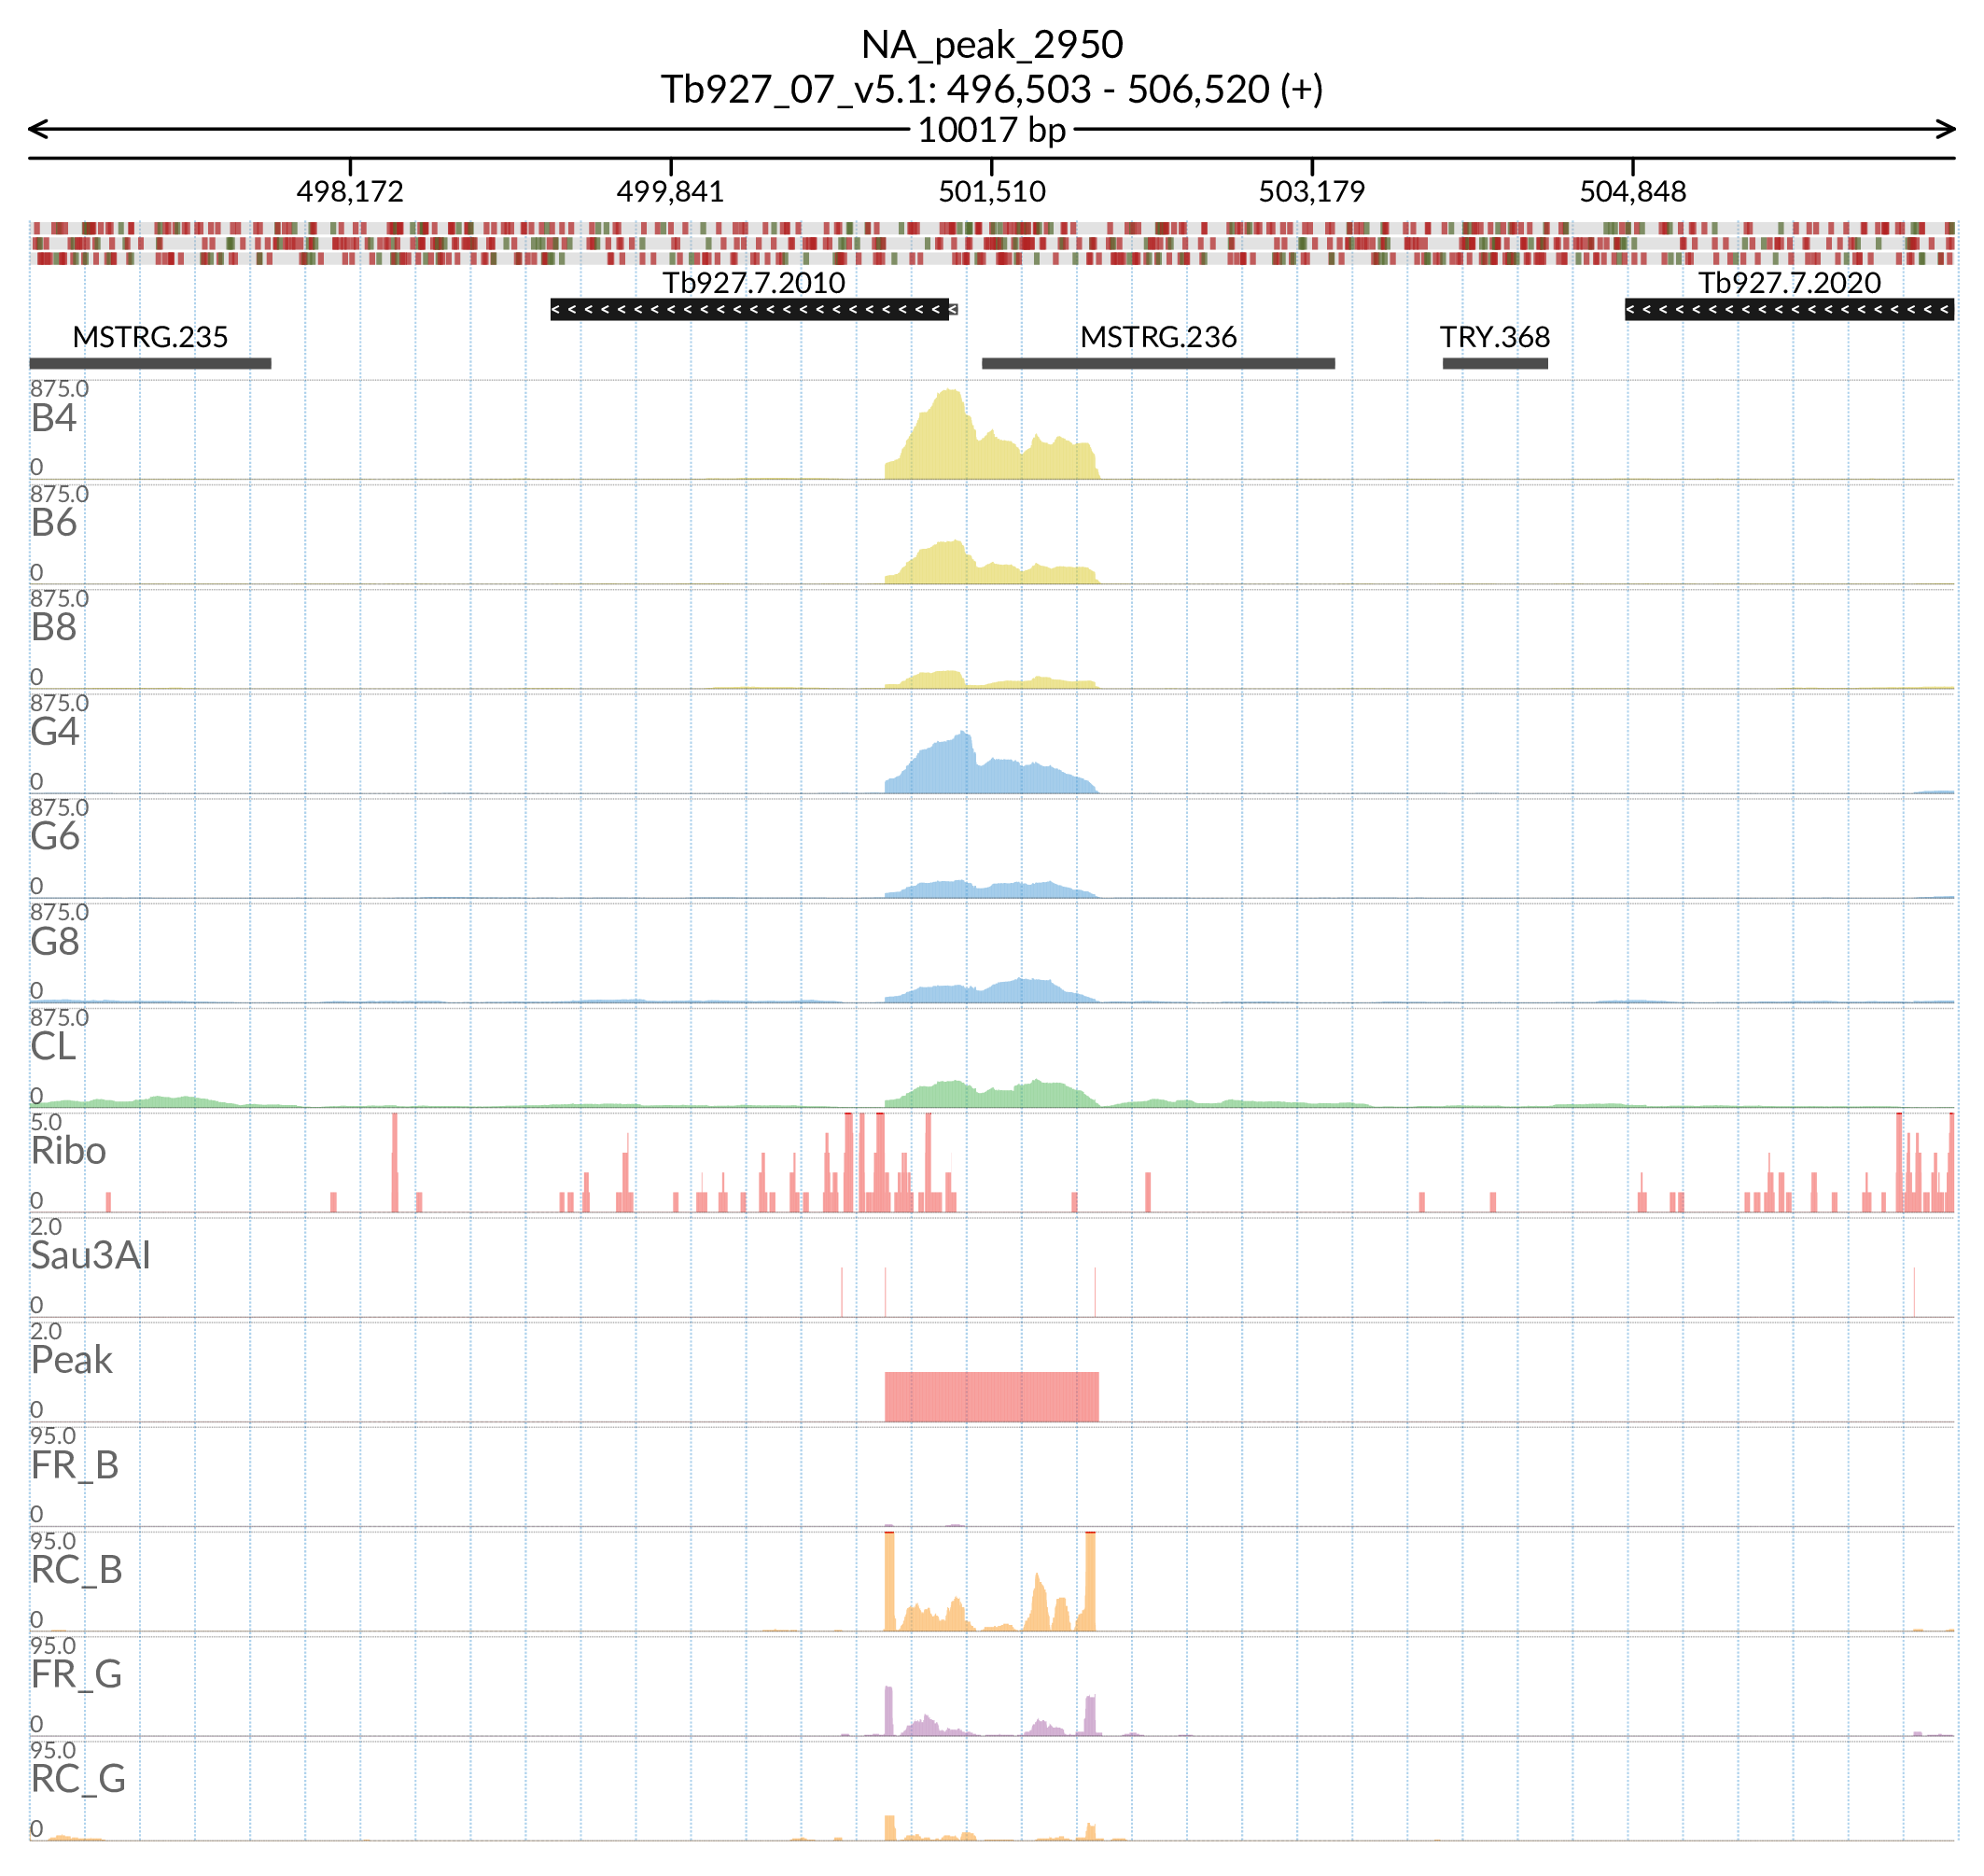 NA_peak_2950
Tb927_07_v5.1: 496,503 - 506,520 (+)
10017 bp
498,172 499,841 501,510 503,179 504,848
Tb927.7.2010 Tb927.7.2020
MSTRG.235 MSTRG.236 TRY.368
875.0
B4
0
875.0
B6
0
875.0
B8
0
875.0
G4
0
875.0
G6
0
875.0
G8
0
875.0
CL
0
5.0
Ribo
0
2.0
Sau3AI
0
2.0
Peak
0
95.0
FR_B
0
95.0
RC_B
0
95.0
FR_G
0
95.0
RC_G
0